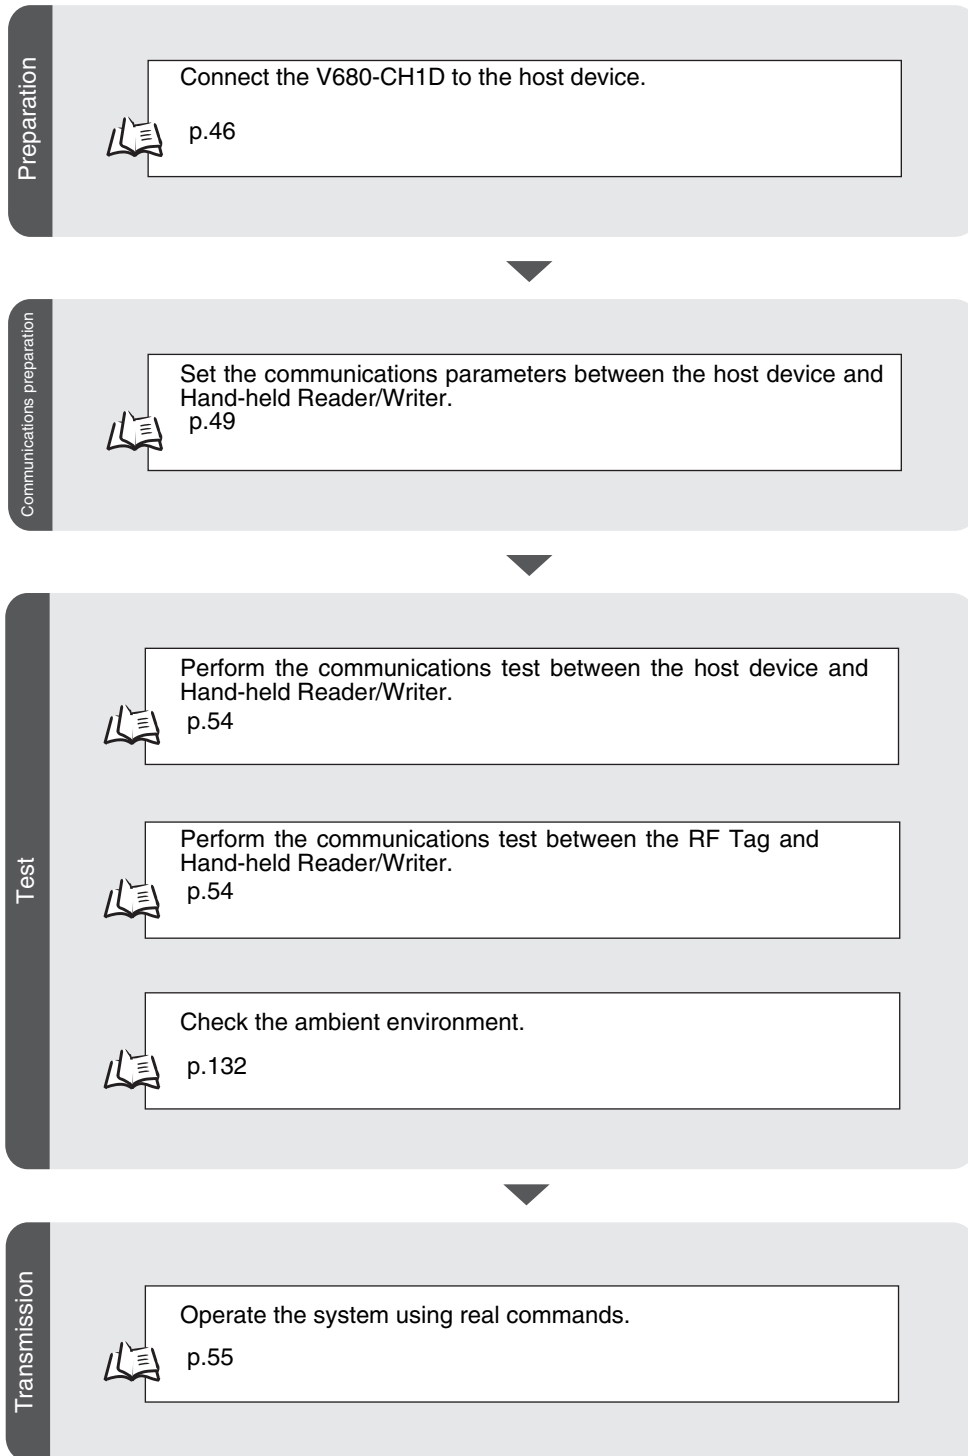 Preparation
Connect the V680-CH1D to the host device.
p.46
Communications preparation
Set the communications parameters between the host device and
Hand-held Reader/Writer.
p.49
Test
Perform the communications test between the host device and
Hand-held Reader/Writer.
p.54
Perform the communications test between the RF Tag and
Hand-held Reader/Writer.
p.54
Check the ambient environment.
p.132
Transmission
Operate the system using real commands.
p.55